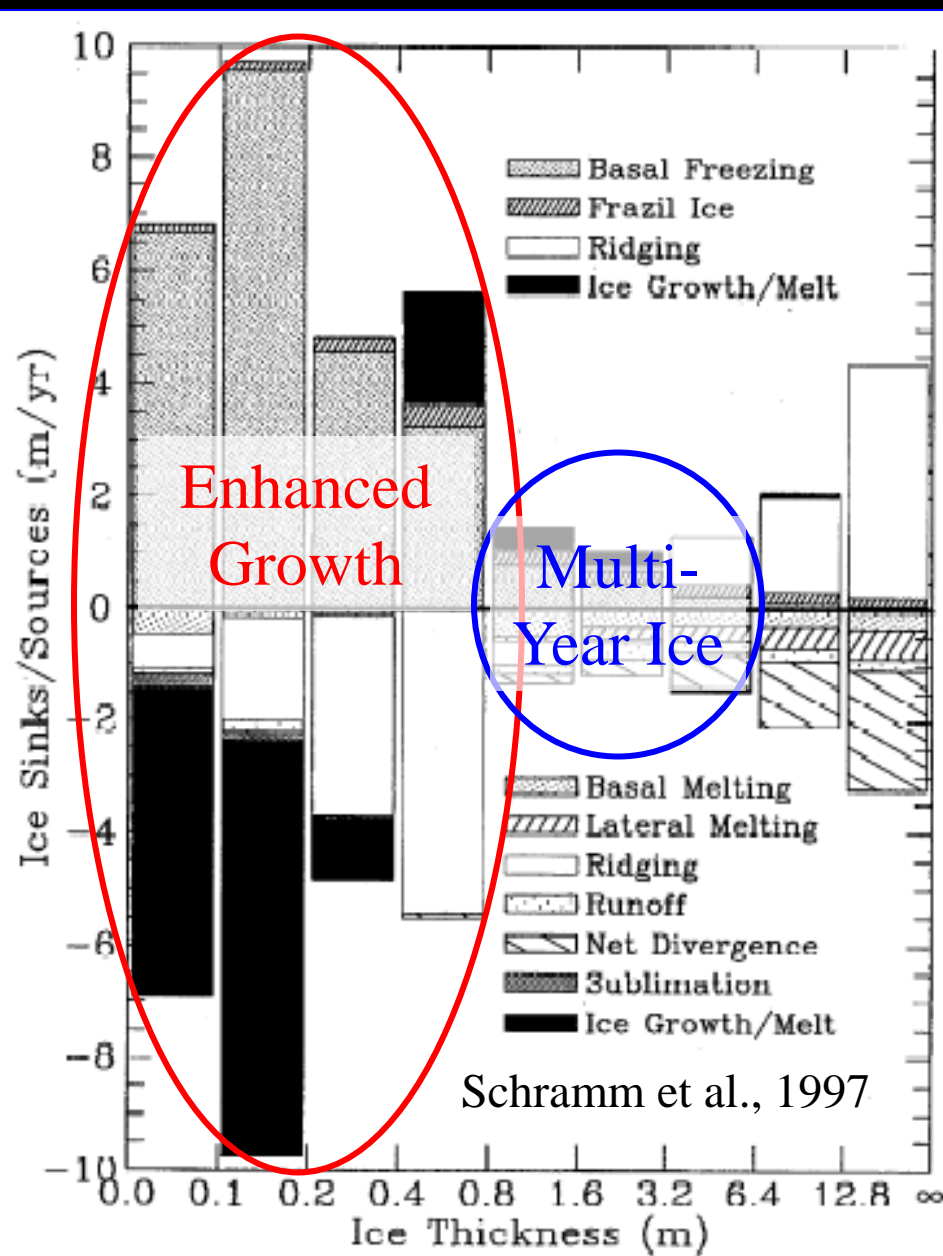 10
8
6
4
2
0
-2
-4
-6
-8
-10
Ice Sinks/Sources (m/yr)
Basal Freezing
Frazil Ice
Ridging
Ice Growth/Melt
Enhanced
Growth
Multi-
Year Ice
Basal Melting
Lateral Melting
Ridging
Runoff
Net Divergence
Sublimation
Ice Growth/Melt
Schramm et al., 1997
0.0 0.1 0.2 0.4 0.8 1.6 3.2 6.4 12.8 ∞
Ice Thickness (m)